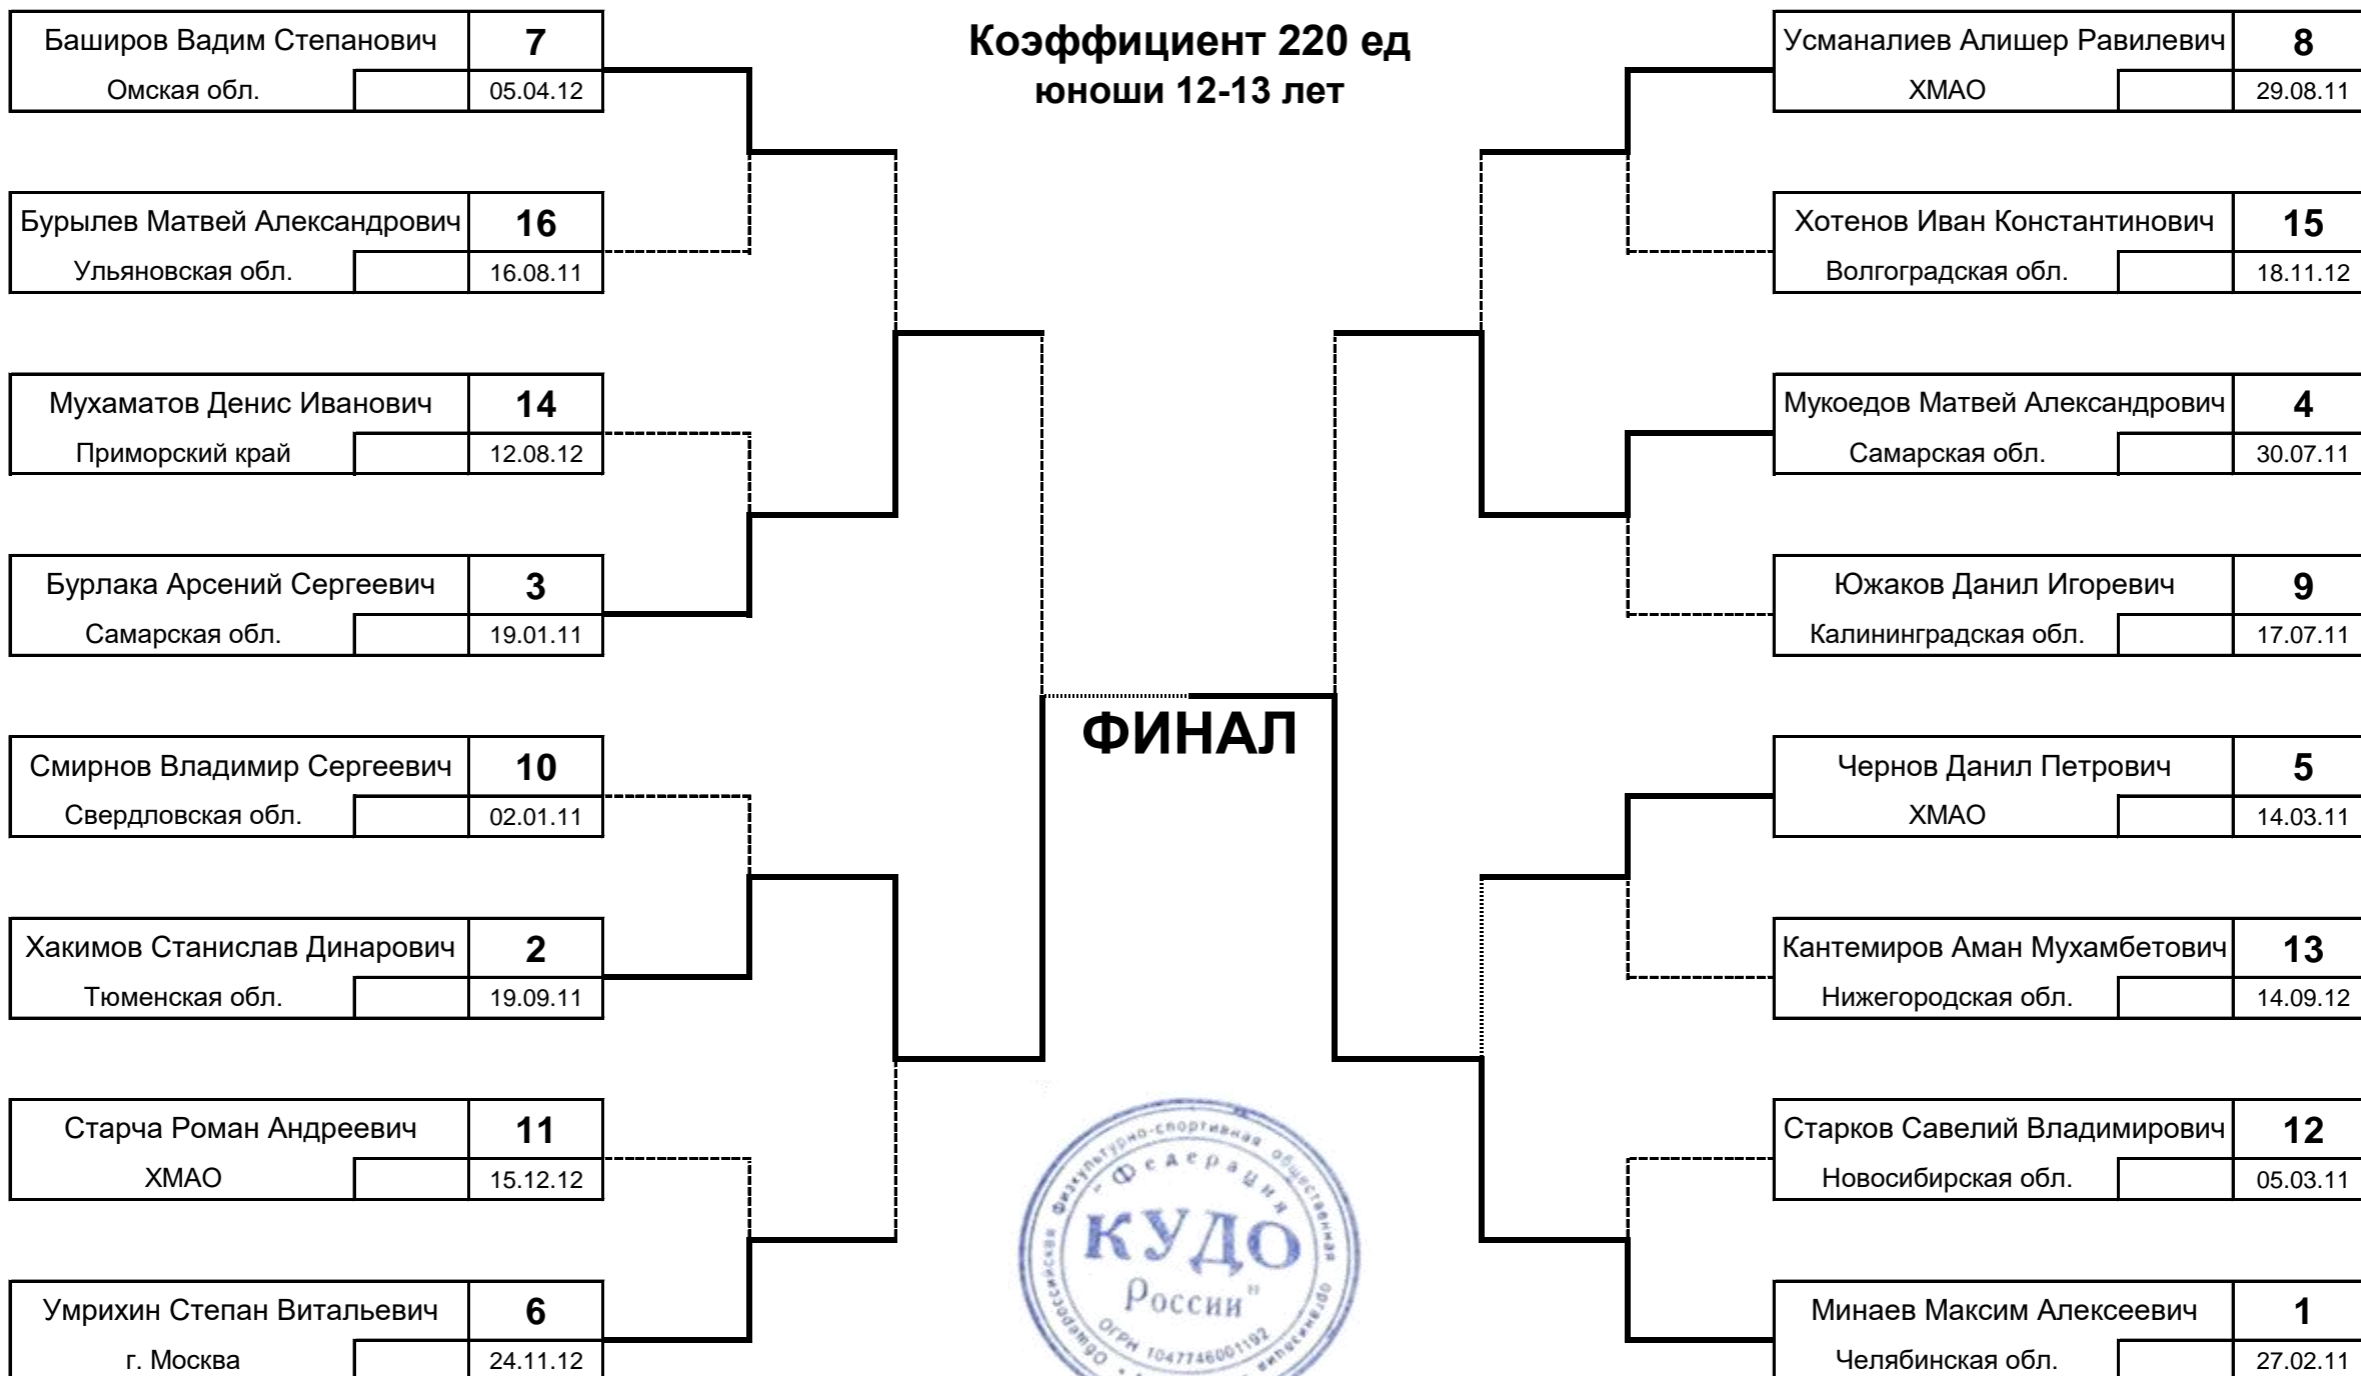 Коэффициент 220 ед
юноши 12-13 лет
Баширов Вадим Степанович 7
Омская обл. 05.04.12
Бурылев Матвей Александрович 16
Ульяновская обл. 16.08.11
Мухаматов Денис Иванович 14
Приморский край 12.08.12
Бурлака Арсений Сергеевич 3
Самарская обл. 19.01.11
Смирнов Владимир Сергеевич 10
Свердловская обл. 02.01.11
Хакимов Станислав Динарович 2
Тюменская обл. 19.09.11
Старча Роман Андреевич 11
ХМАО 15.12.12
Умрихин Степан Витальевич 6
г. Москва 24.11.12
ФИНАЛ
Усманалиев Алишер Равилевич 8
ХМАО 29.08.11
Хотенов Иван Константинович 15
Волгоградская обл. 18.11.12
Мукоедов Матвей Александрович 4
Самарская обл. 30.07.11
Южаков Данил Игоревич 9
Калининградская обл. 17.07.11
Чернов Данил Петрович 5
ХМАО 14.03.11
Кантемиров Аман Мухамбетович 13
Нижегородская обл. 14.09.12
Старков Савелий Владимирович 12
Новосибирская обл. 05.03.11
Минаев Максим Алексеевич 1
Челябинская обл. 27.02.11
Общероссийская физкультурно-спортивная общественная организация
"Федерация
КУДО
России"
ОГРН 1047746001192